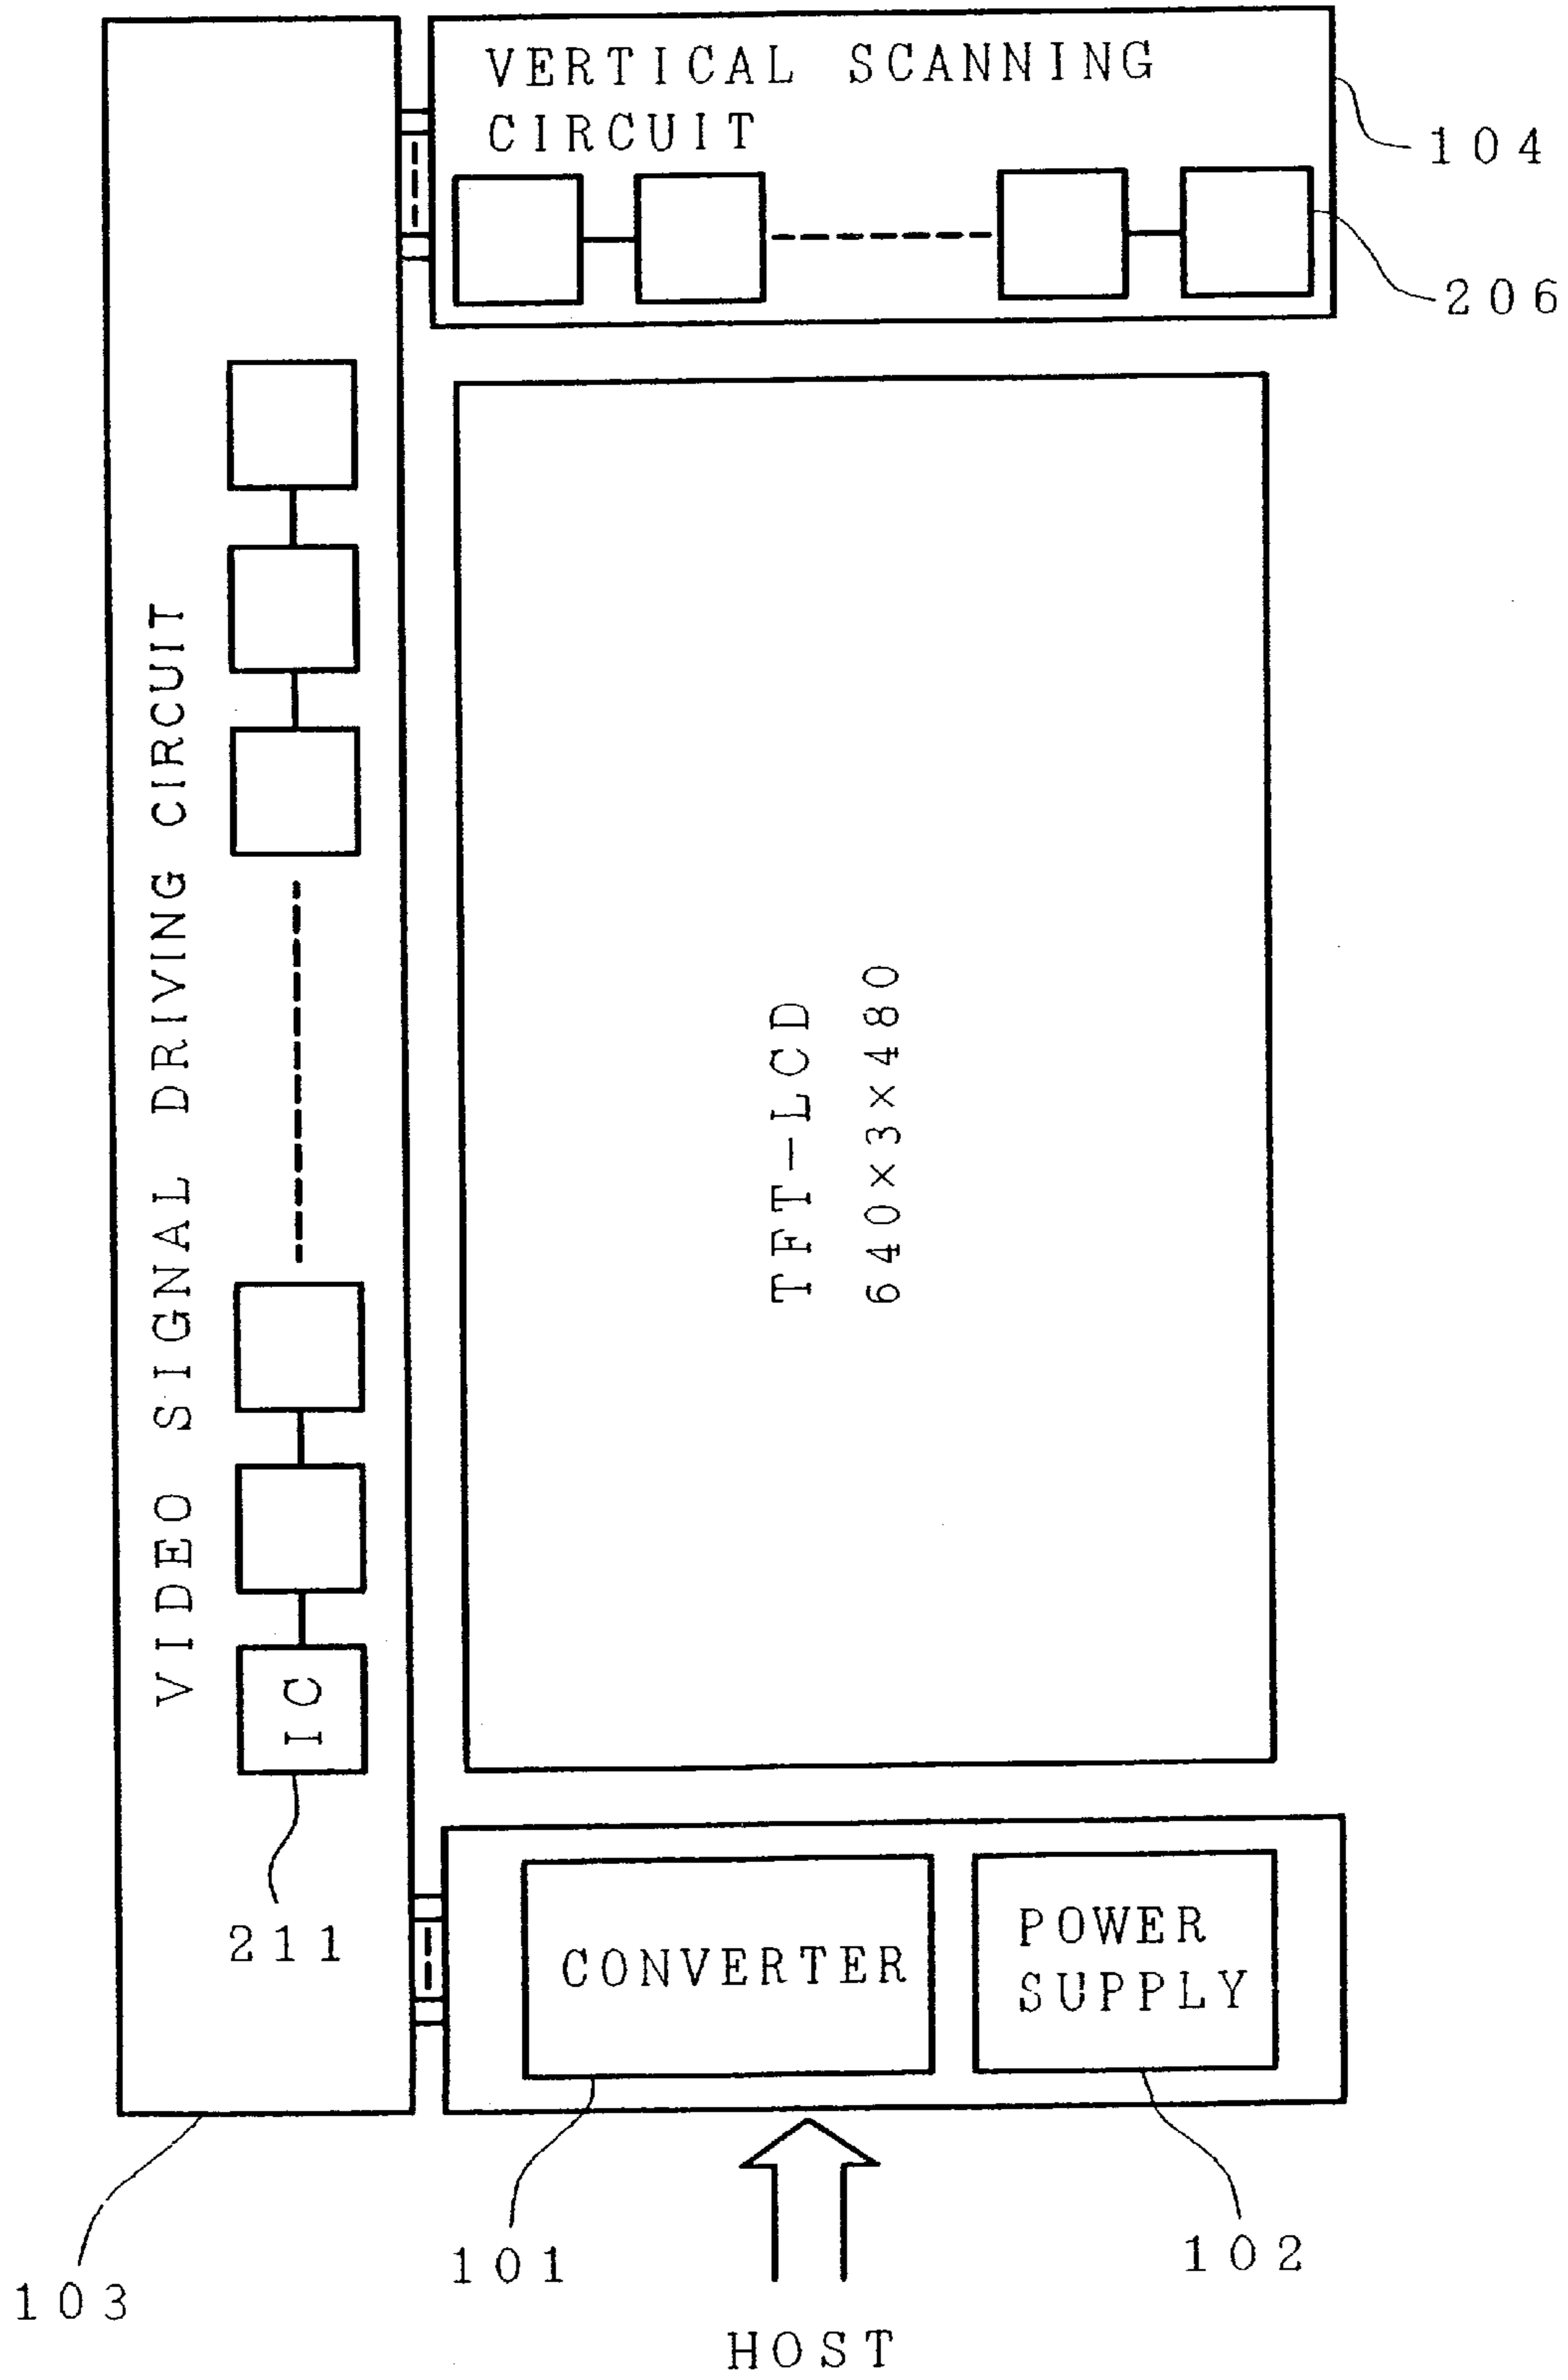 VERTICAL SCANNING
CIRCUIT
104
206
VIDEO SIGNAL DRIVING CIRCUIT
TFT-LCD
640×3×480
IC
211
CONVERTER
POWER
SUPPLY
101
102
103
HOST